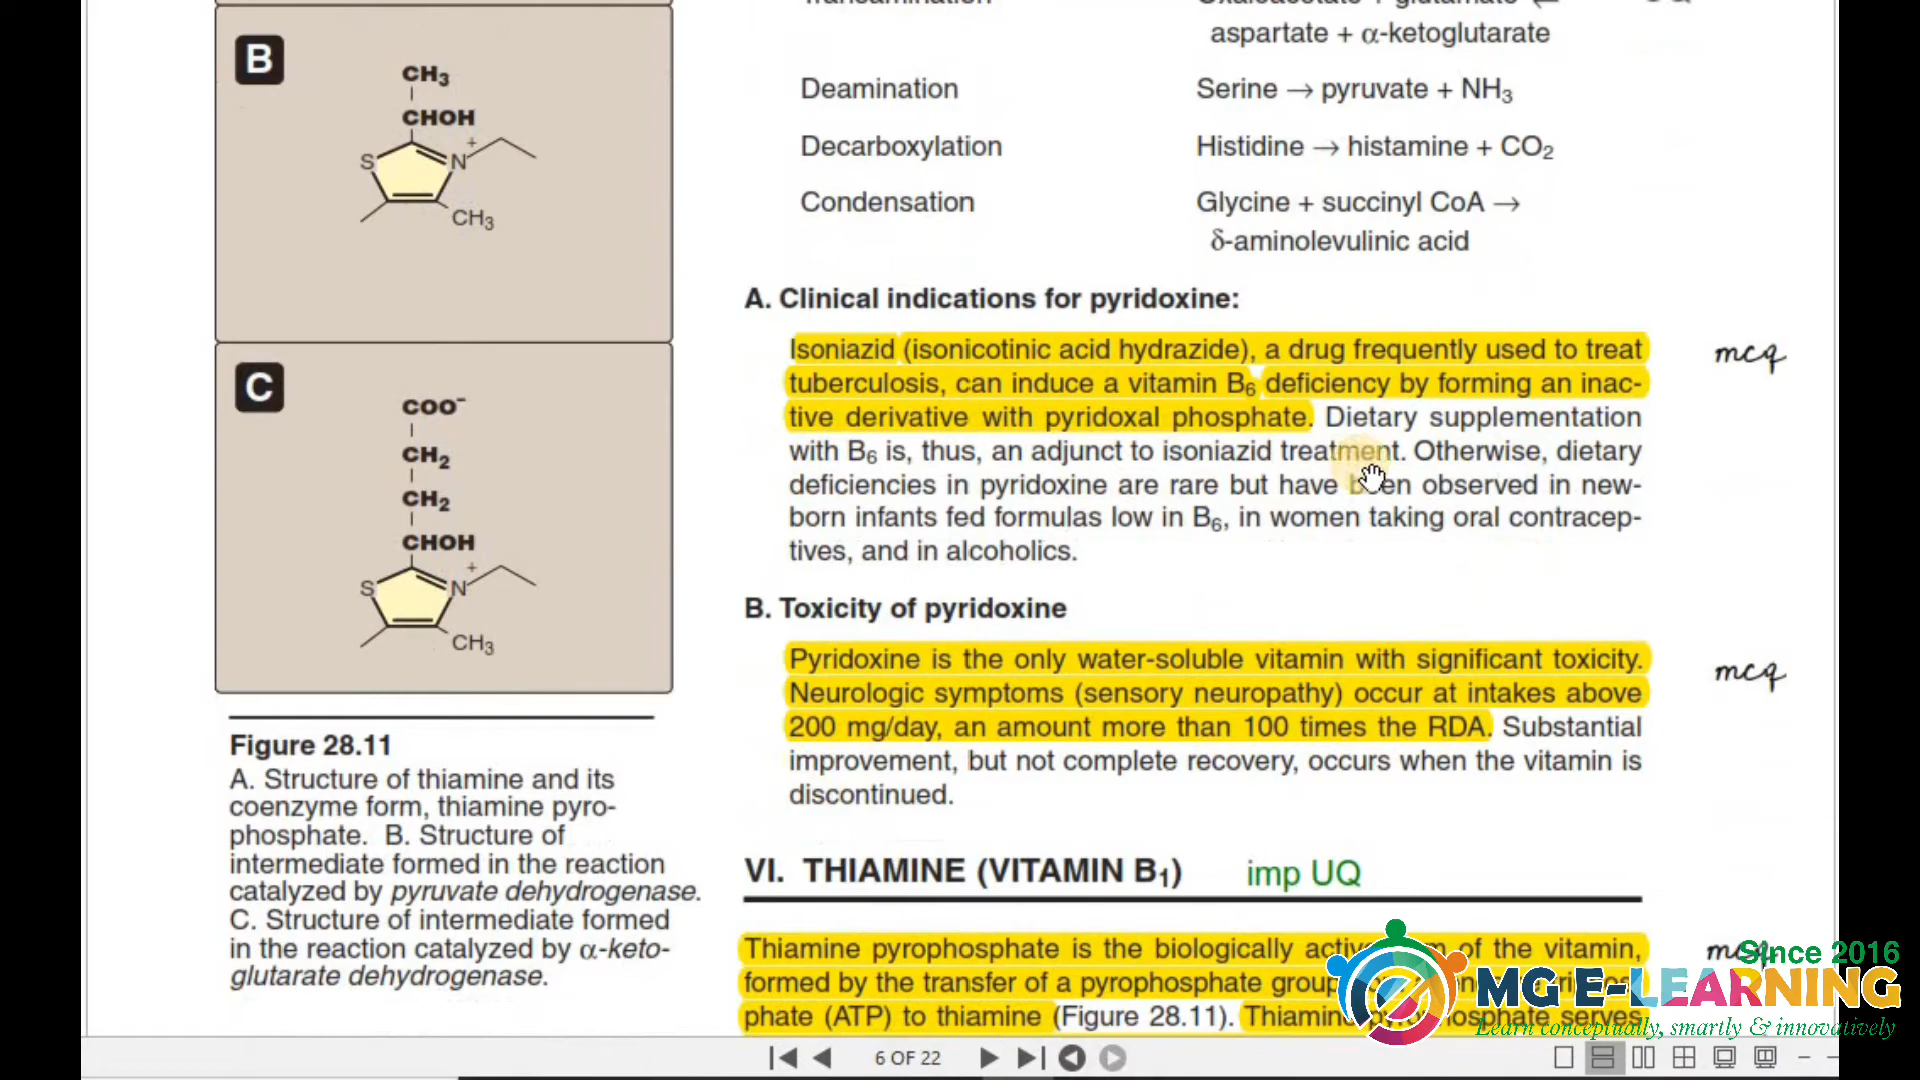 B
CH3
CHOH
S
N
+
CH3
C
COO⁻
CH2
CH2
CHOH
S
N
+
CH3
Figure 28.11
A. Structure of thiamine and its
coenzyme form, thiamine pyro-
phosphate. B. Structure of
intermediate formed in the reaction
catalyzed by pyruvate dehydrogenase.
C. Structure of intermediate formed
in the reaction catalyzed by α-keto-
glutarate dehydrogenase.
aspartate + α-ketoglutarate
Deamination Serine → pyruvate + NH3
Decarboxylation Histidine → histamine + CO2
Condensation Glycine + succinyl CoA →
δ-aminolevulinic acid
A. Clinical indications for pyridoxine:
Isoniazid (isonicotinic acid hydrazide), a drug frequently used to treat mcq
tuberculosis, can induce a vitamin B6 deficiency by forming an inac-
tive derivative with pyridoxal phosphate. Dietary supplementation
with B6 is, thus, an adjunct to isoniazid treatment. Otherwise, dietary
deficiencies in pyridoxine are rare but have been observed in new-
born infants fed formulas low in B6, in women taking oral contracep-
tives, and in alcoholics.
B. Toxicity of pyridoxine
Pyridoxine is the only water-soluble vitamin with significant toxicity. mcq
Neurologic symptoms (sensory neuropathy) occur at intakes above
200 mg/day, an amount more than 100 times the RDA. Substantial
improvement, but not complete recovery, occurs when the vitamin is
discontinued.
VI. THIAMINE (VITAMIN B1) imp UQ
Thiamine pyrophosphate is the biologically active of the vitamin,
formed by the transfer of a pyrophosphate group
phate (ATP) to thiamine (Figure 28.11). Thiamine pyrophosphate serves
Since 2016
MG E-LEARNING
Learn conceptually, smartly & innovatively
6 OF 22